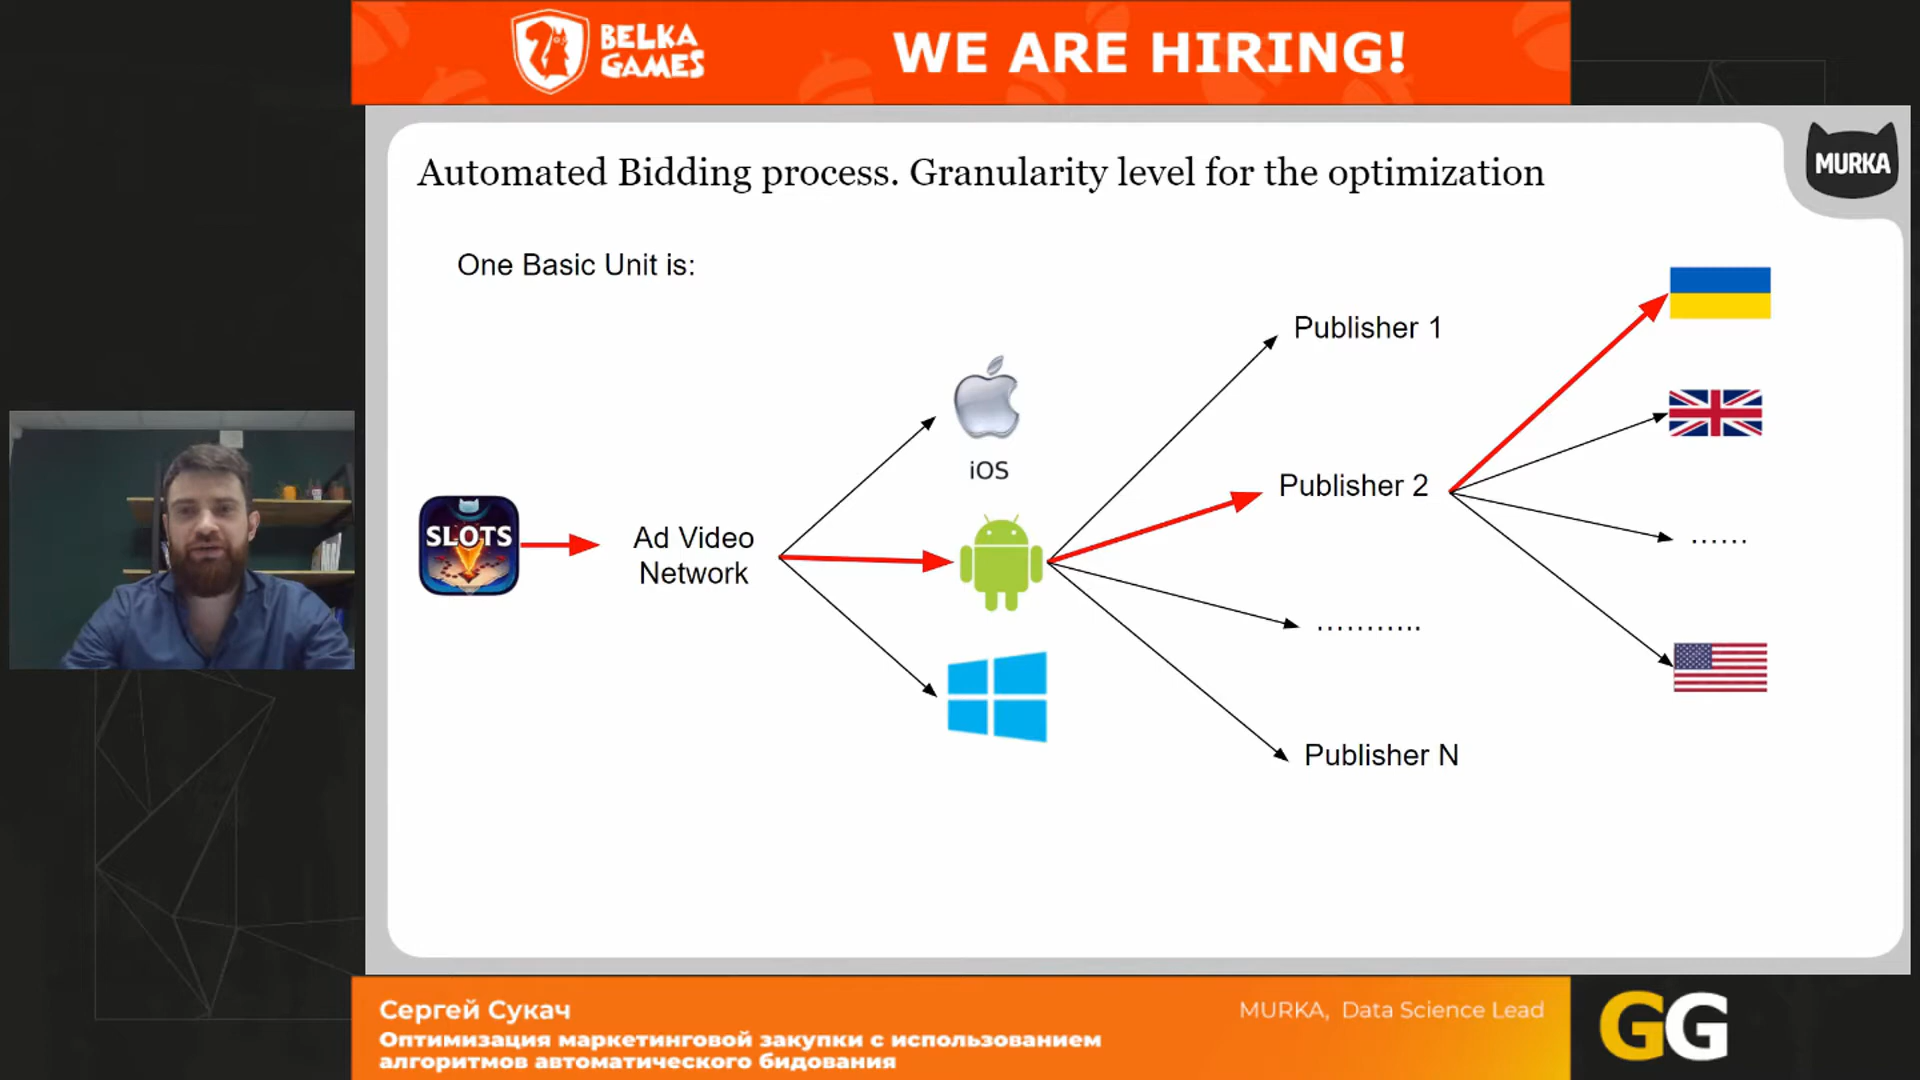 BELKA
GAMES
WE ARE HIRING!
MURKA
Automated Bidding process. Granularity level for the optimization
One Basic Unit is:
Publisher 1
iOS
Publisher 2
SLOTS
Ad Video
Network
......
...........
Publisher N
Сергей Сукач
MURKA, Data Science Lead
Оптимизация маркетинговой закупки с использованием
алгоритмов автоматического бидования
GG